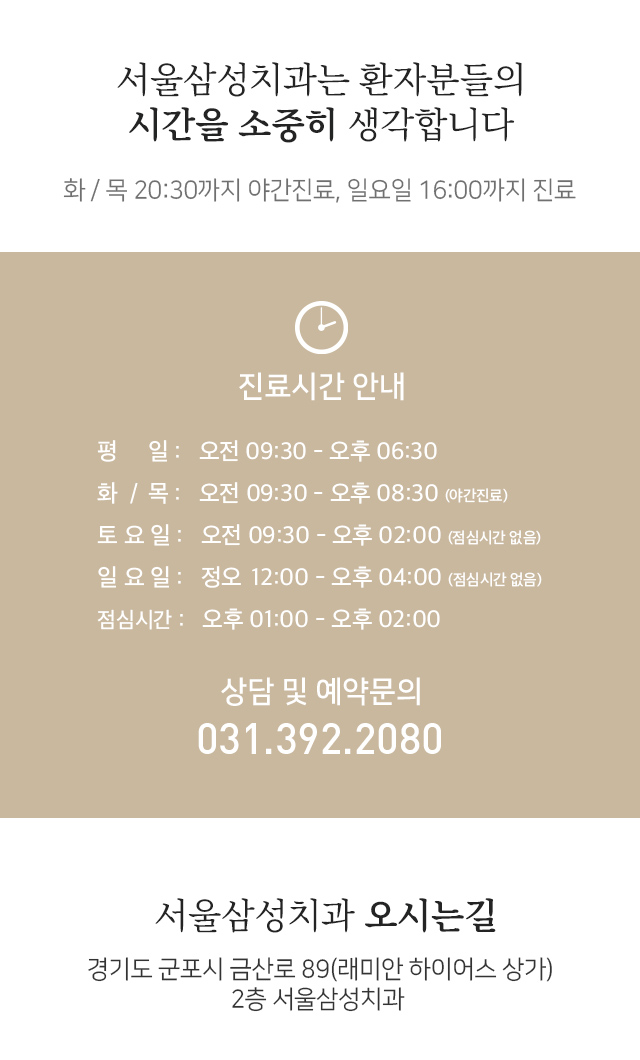 서울삼성치과는 환자분들의
시간을 소중히 생각합니다
화 / 목 20:30까지 야간진료, 일요일 16:00까지 진료
진료시간 안내
평 일 : 오전 09:30 - 오후 06:30
화 / 목 : 오전 09:30 - 오후 08:30 (야간진료)
토 요 일 : 오전 09:30 - 오후 02:00 (점심시간 없음)
일 요 일 : 정오 12:00 - 오후 04:00 (점심시간 없음)
점심시간 : 오후 01:00 - 오후 02:00
상담 및 예약문의
031.392.2080
서울삼성치과 오시는길
경기도 군포시 금산로 89(래미안 하이어스 상가)
2층 서울삼성치과